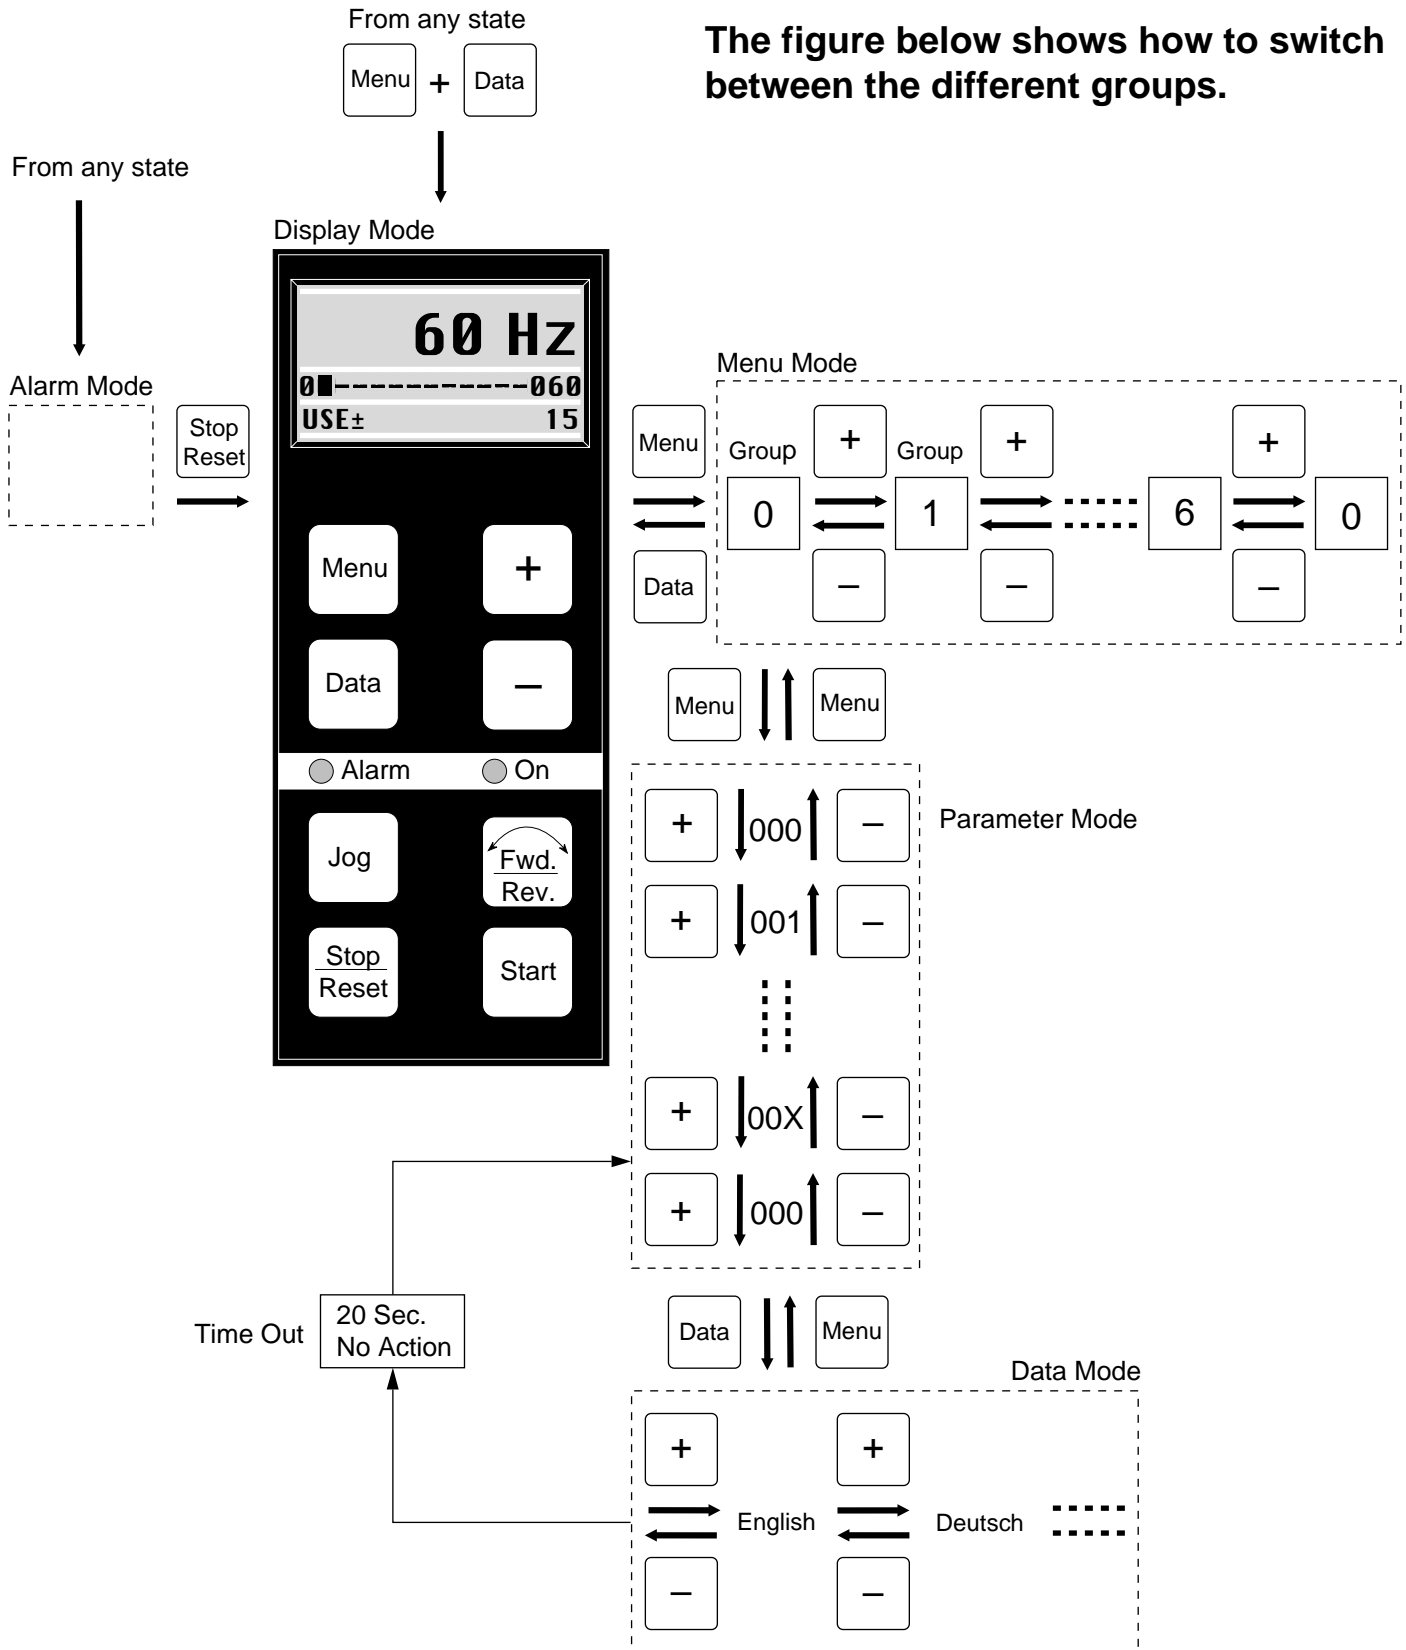 From any state
The figure below shows how to switch
between the different groups.
Menu + Data
From any state
Display Mode
60 Hz
0 ------------060
USE± 15
Alarm Mode
Stop
Reset
Menu Mode
Menu
Group + Group + +
0 1 6 0
Data
– – –
Menu +
Data –
Alarm On
Jog
Fwd.
Rev.
Stop
Reset
Start
Menu Menu
Parameter Mode
+ 000 –
+ 001 –
+ 00X –
+ 000 –
Time Out
20 Sec.
No Action
Data Menu
Data Mode
+ +
English Deutsch
– –